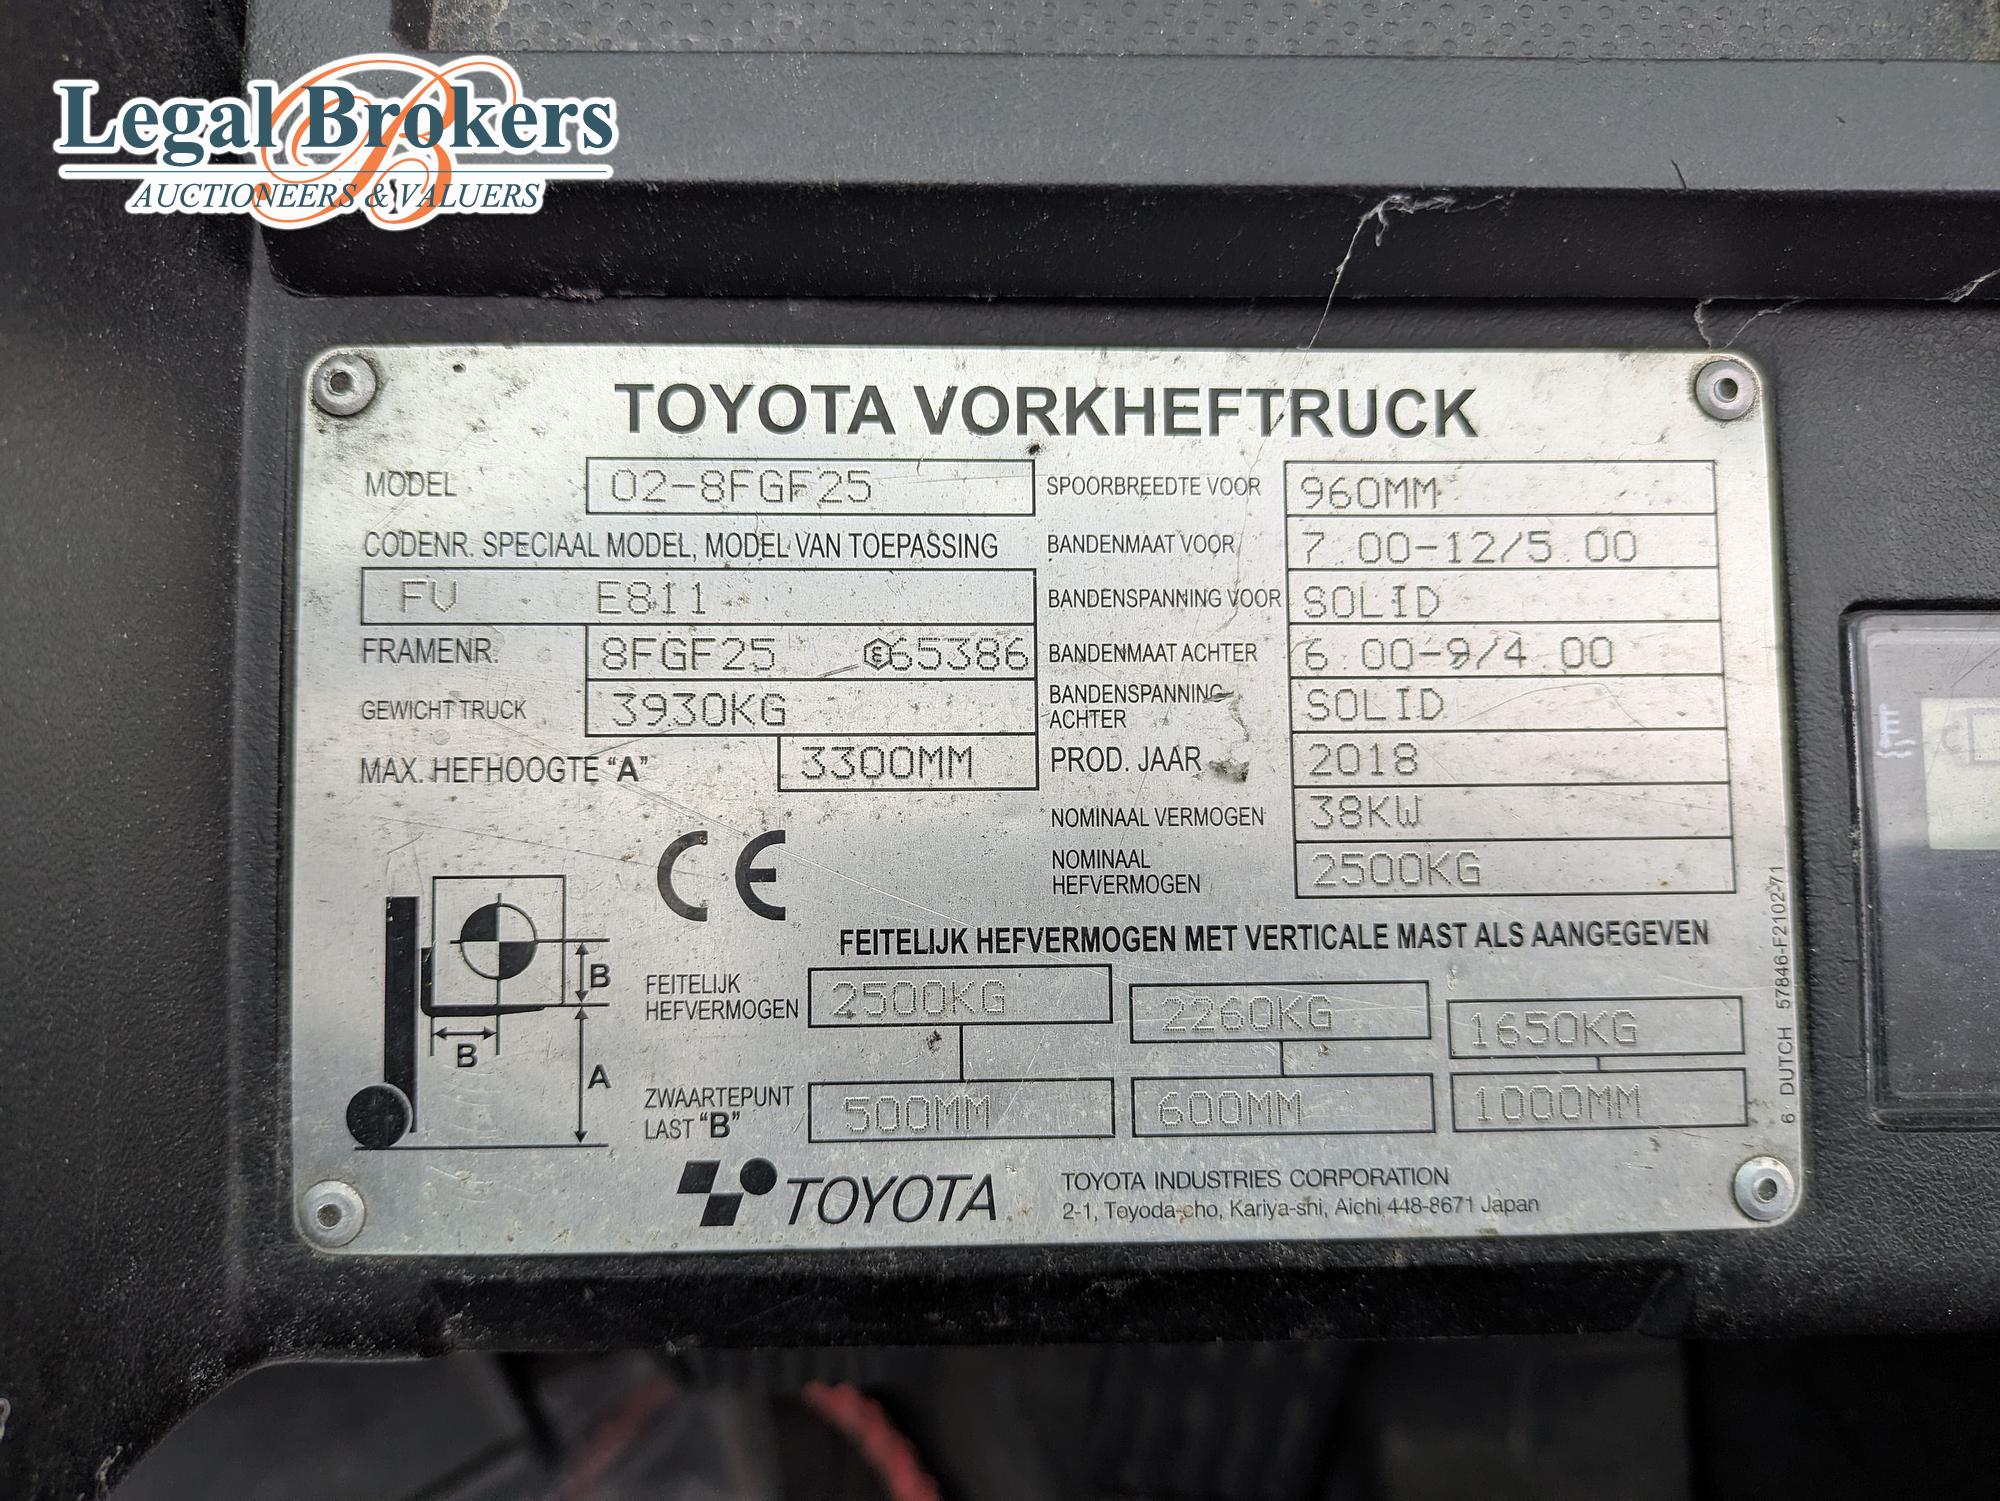 Legal Brokers
AUCTIONEERS & VALUERS
TOYOTA VORKHEFTRUCK
MODEL 02-8FGF25
CODENR. SPECIAAL MODEL, MODEL VAN TOEPASSING
FV E811
FRAMENR. 8FGF25 65386
GEWICHT TRUCK 3930KG
MAX. HEFHOOGTE "A" 3300MM
SPOORBREEDTE VOOR 960MM
BANDENMAAT VOOR 7.00-12/5.00
BANDENSPANNING VOOR SOLID
BANDENMAAT ACHTER 6.00-9/4.00
BANDENSPANNING
ACHTER SOLID
PROD. JAAR 2018
NOMINAAL VERMOGEN 38KW
NOMINAAL
HEFVERMOGEN 2500KG
CE
FEITELIJK HEFVERMOGEN MET VERTICALE MAST ALS AANGEGEVEN
FEITELIJK
HEFVERMOGEN 2500KG 2260KG 1650KG
ZWAARTEPUNT
LAST "B" 500MM 600MM 1000MM
B
B
A
TOYOTA
TOYOTA INDUSTRIES CORPORATION
2-1, Toyoda-cho, Kariya-shi, Aichi 448-8671 Japan
6 DUTCH 57846-F2102-71